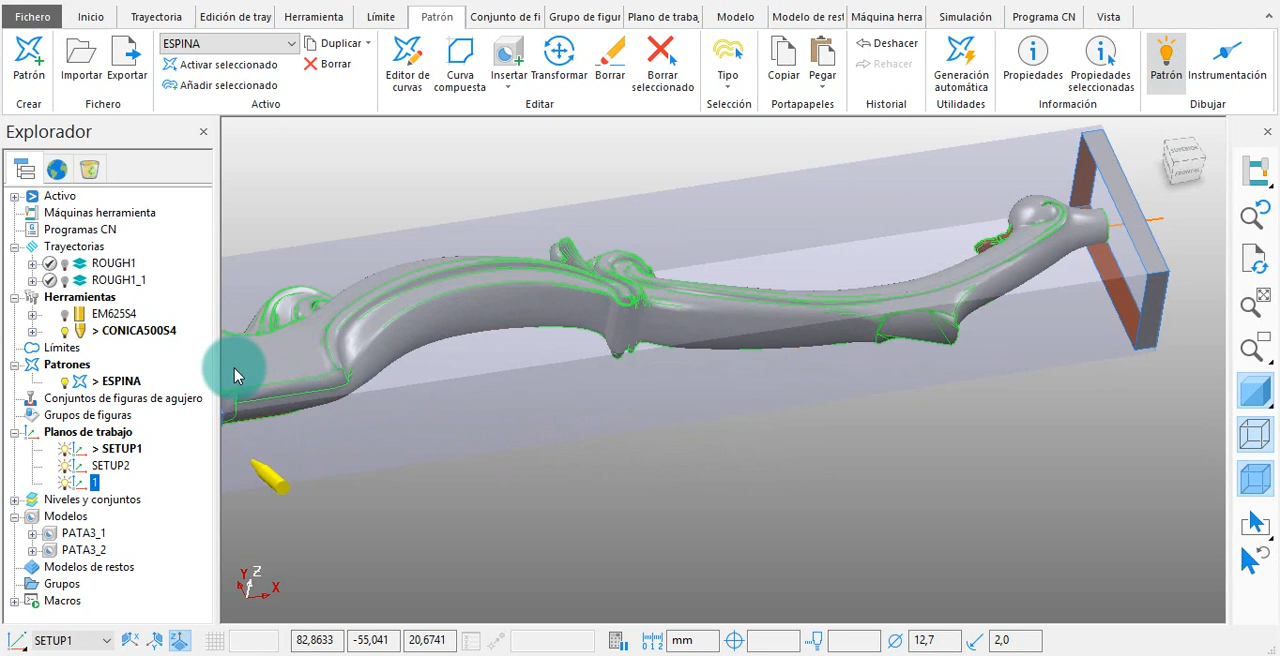 Fichero Inicio Trayectoria Edición de tray Herramienta Límite Patrón Conjunto de fi Grupo de figur Plano de traba Modelo Modelo de rest Máquina herra Simulación Programa CN Vista
ESPINA
Activar seleccionado
Añadir seleccionado
Duplicar
Borrar
Deshacer
Rehacer
Patrón Importar Exportar Editor de curvas Curva compuesta Insertar Transformar Borrar Borrar seleccionado Tipo Copiar Pegar Generación automática Propiedades Propiedades seleccionadas Patrón Instrumentación
Crear Fichero Activo Editar Selección Portapapeles Historial Utilidades Información Dibujar
Explorador
Activo
Máquinas herramienta
Programas CN
Trayectorias
ROUGH1
ROUGH1_1
Herramientas
EM625S4
> CONICA500S4
Límites
Patrones
> ESPINA
Conjuntos de figuras de agujero
Grupos de figuras
Planos de trabajo
> SETUP1
SETUP2
1
Niveles y conjuntos
Modelos
PATA3_1
PATA3_2
Modelos de restos
Grupos
Macros
SUPERIOR
Y Z
X
SETUP1 82,8633 -55,041 20,6741 mm 12,7 2,0